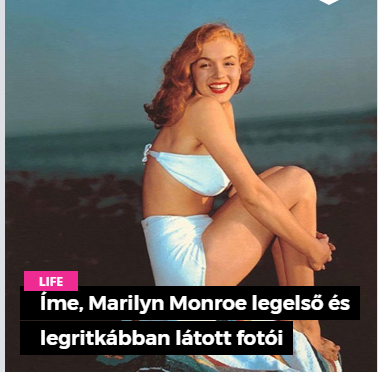 LIFE
Íme, Marilyn Monroe legelső és
legritkábban látott fotói